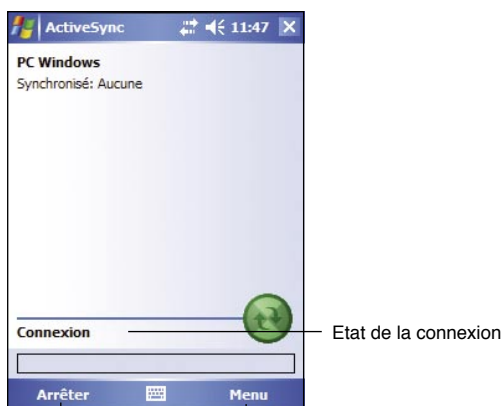 ActiveSync 11:47
PC Windows
Synchronisé: Aucune
Connexion
Etat de la connexion
Arrêter Menu